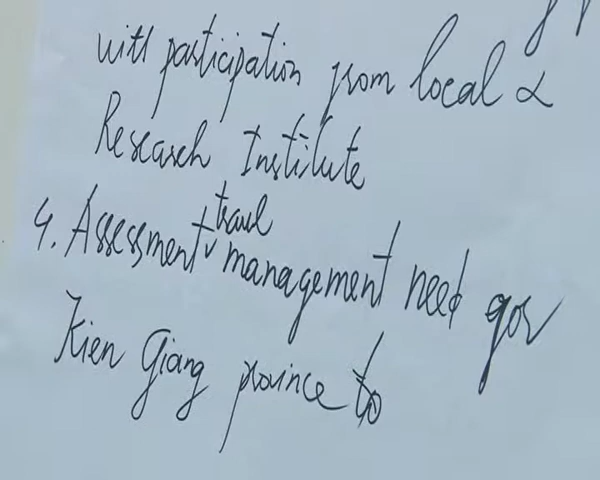 with participation from local &
Research Institute
4. Assessment travel management need for
Kien Giang province to